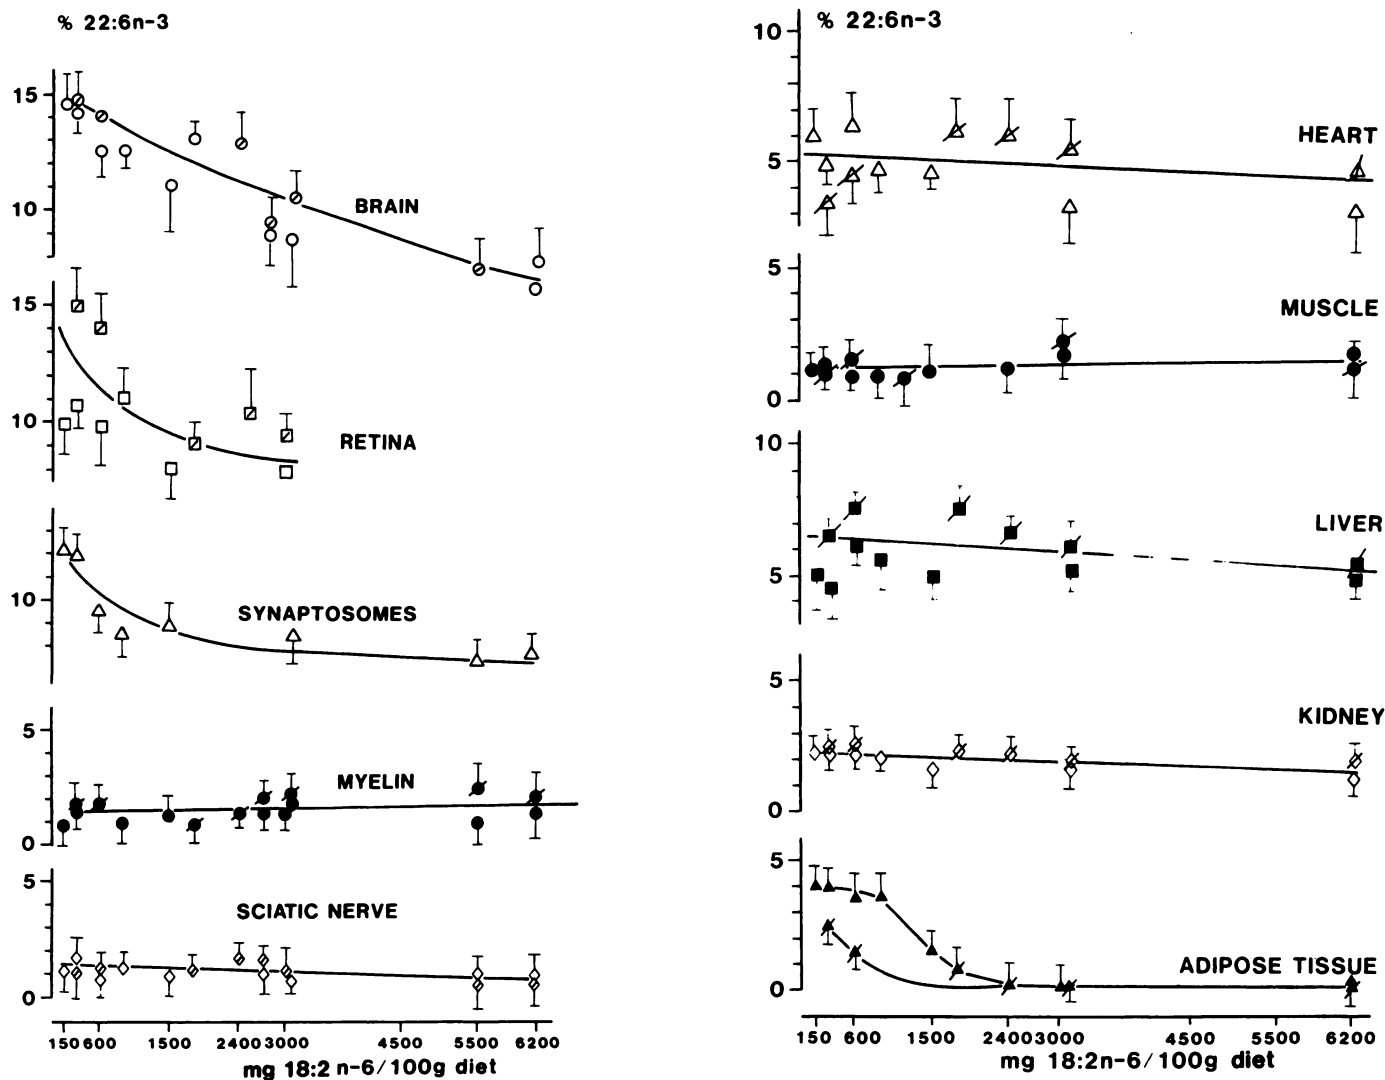 % 22:6n-3
15
10
BRAIN
15
10
RETINA
10
SYNAPTOSOMES
5
MYELIN
0
5
SCIATIC NERVE
0
150 600 1500 2400 3000 4500 5500 6200
mg 18:2 n-6/100g diet
% 22:6n-3
10
HEART
5
5
MUSCLE
0
10
LIVER
5
5
KIDNEY
0
5
ADIPOSE TISSUE
0
150 600 1500 2400 3000 4500 5500 6200
mg 18:2n-6/100g diet